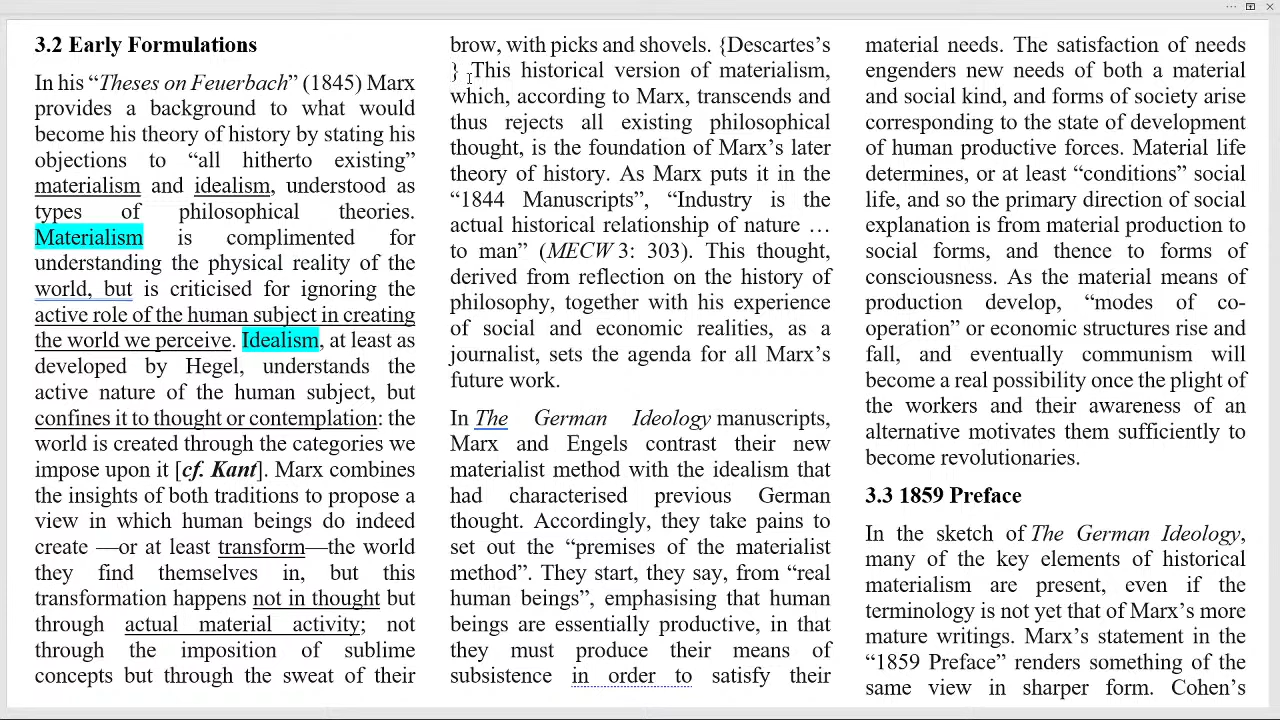 3.2 Early Formulations
In his “Theses on Feuerbach” (1845) Marx
provides a background to what would
become his theory of history by stating his
objections to “all hitherto existing”
materialism and idealism, understood as
types of philosophical theories.
Materialism is complimented for
understanding the physical reality of the
world, but is criticised for ignoring the
active role of the human subject in creating
the world we perceive. Idealism, at least as
developed by Hegel, understands the
active nature of the human subject, but
confines it to thought or contemplation: the
world is created through the categories we
impose upon it [cf. Kant]. Marx combines
the insights of both traditions to propose a
view in which human beings do indeed
create —or at least transform—the world
they find themselves in, but this
transformation happens not in thought but
through actual material activity; not
through the imposition of sublime
concepts but through the sweat of their
brow, with picks and shovels. {Descartes’s
} This historical version of materialism,
which, according to Marx, transcends and
thus rejects all existing philosophical
thought, is the foundation of Marx’s later
theory of history. As Marx puts it in the
“1844 Manuscripts”, “Industry is the
actual historical relationship of nature …
to man” (MECW 3: 303). This thought,
derived from reflection on the history of
philosophy, together with his experience
of social and economic realities, as a
journalist, sets the agenda for all Marx’s
future work.
In The German Ideology manuscripts,
Marx and Engels contrast their new
materialist method with the idealism that
had characterised previous German
thought. Accordingly, they take pains to
set out the “premises of the materialist
method”. They start, they say, from “real
human beings”, emphasising that human
beings are essentially productive, in that
they must produce their means of
subsistence in order to satisfy their
material needs. The satisfaction of needs
engenders new needs of both a material
and social kind, and forms of society arise
corresponding to the state of development
of human productive forces. Material life
determines, or at least “conditions” social
life, and so the primary direction of social
explanation is from material production to
social forms, and thence to forms of
consciousness. As the material means of
production develop, “modes of co-
operation” or economic structures rise and
fall, and eventually communism will
become a real possibility once the plight of
the workers and their awareness of an
alternative motivates them sufficiently to
become revolutionaries.
3.3 1859 Preface
In the sketch of The German Ideology,
many of the key elements of historical
materialism are present, even if the
terminology is not yet that of Marx’s more
mature writings. Marx’s statement in the
“1859 Preface” renders something of the
same view in sharper form. Cohen’s